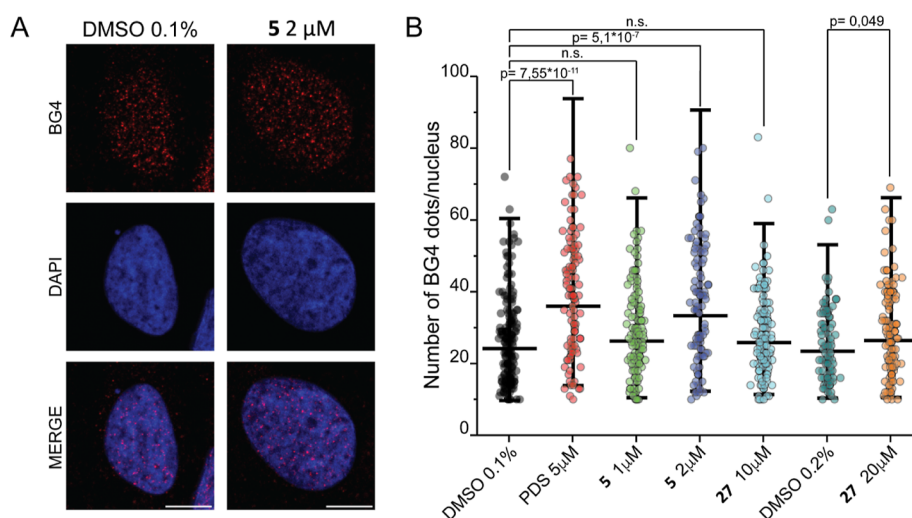 A
DMSO 0.1%
5 2 μM
BG4
DAPI
MERGE
B
n.s.
p= 5,1*10-7
n.s.
p= 7,55*10-11
p= 0,049
Number of BG4 dots/nucleus
100
80
60
40
20
0
DMSO 0.1%
PDS 5μM
5 1μM
5 2μM
27 10μM
DMSO 0.2%
27 20μM